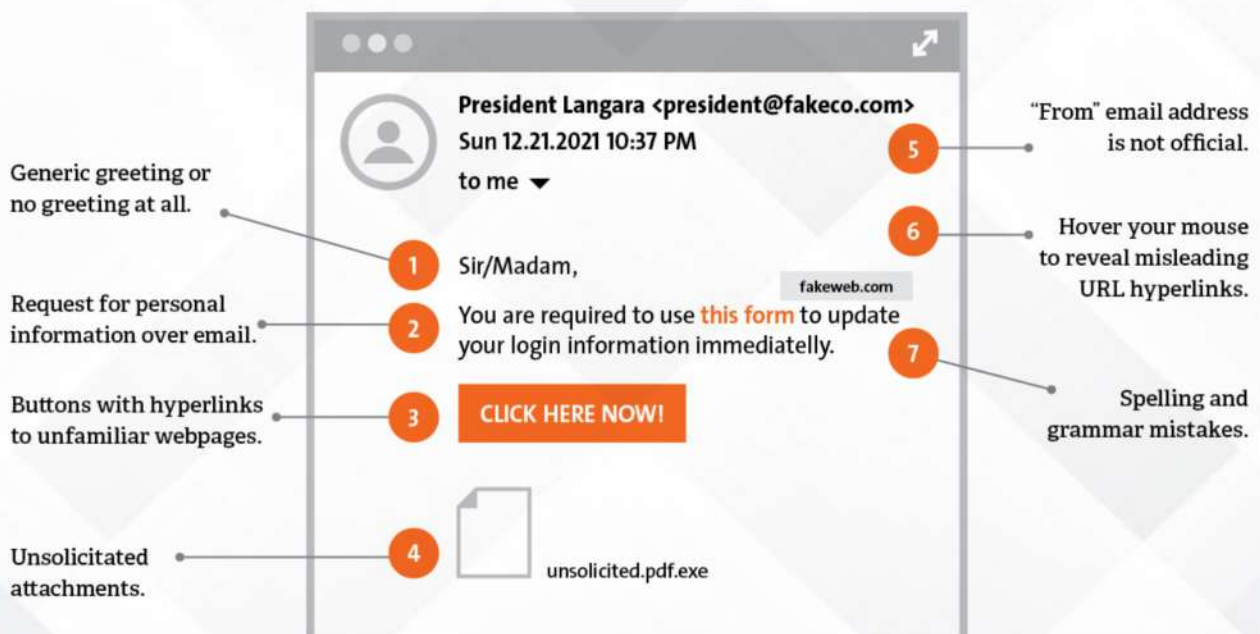 President Langara <president@fakeco.com>
Sun 12.21.2021 10:37 PM
to me
Generic greeting or
no greeting at all.
Request for personal
information over email.
Buttons with hyperlinks
to unfamiliar webpages.
Unsolicitated
attachments.
1
2
3
4
Sir/Madam,
fakeweb.com
You are required to use this form to update
your login information immediatelly.
CLICK HERE NOW!
unsolicited.pdf.exe
5
6
7
"From" email address
is not official.
Hover your mouse
to reveal misleading
URL hyperlinks.
Spelling and
grammar mistakes.